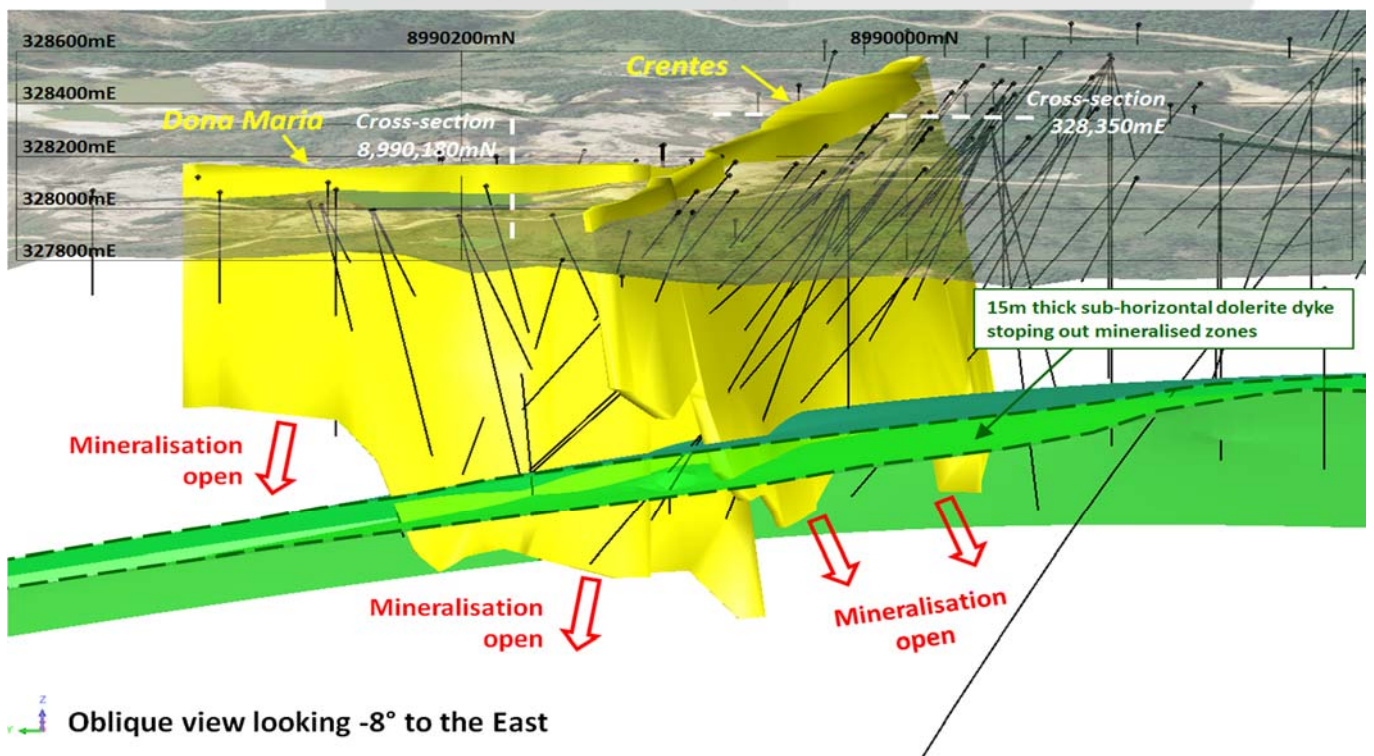 328600mE
8990200mN
8990000mN
328400mE
Crentes
Dona Maria
Cross-section
8,990,180mN
Cross-section
328,350mE
328200mE
328000mE
327800mE
15m thick sub-horizontal dolerite dyke
stoping out mineralised zones
Mineralisation
open
Mineralisation
open
Mineralisation
open
Z
Y
Oblique view looking -8° to the East